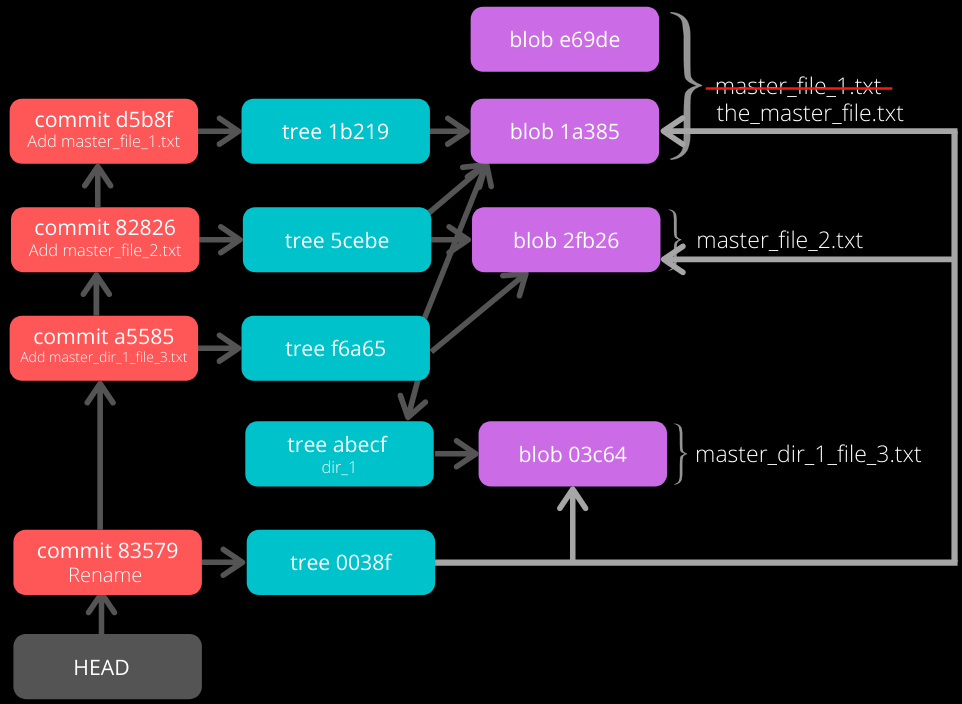 blob e69de
master_file_1.txt
the_master_file.txt
commit d5b8f
Add master_file_1.txt
tree 1b219
blob 1a385
commit 82826
Add master_file_2.txt
tree 5cebe
blob 2fb26
master_file_2.txt
commit a5585
Add master_dir_1_file_3.txt
tree f6a65
tree abecf
dir_1
blob 03c64
master_dir_1_file_3.txt
commit 83579
Rename
tree 0038f
HEAD